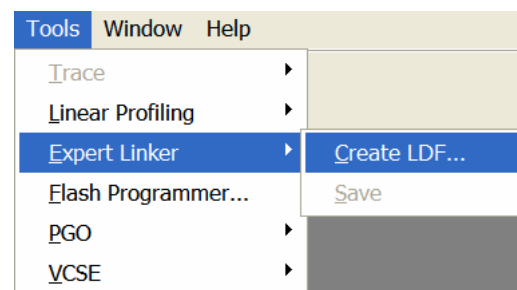 Tools Window Help
Trace
Linear Profiling
Expert Linker
Create LDF...
Flash Programmer...
Save
PGO
VCSE